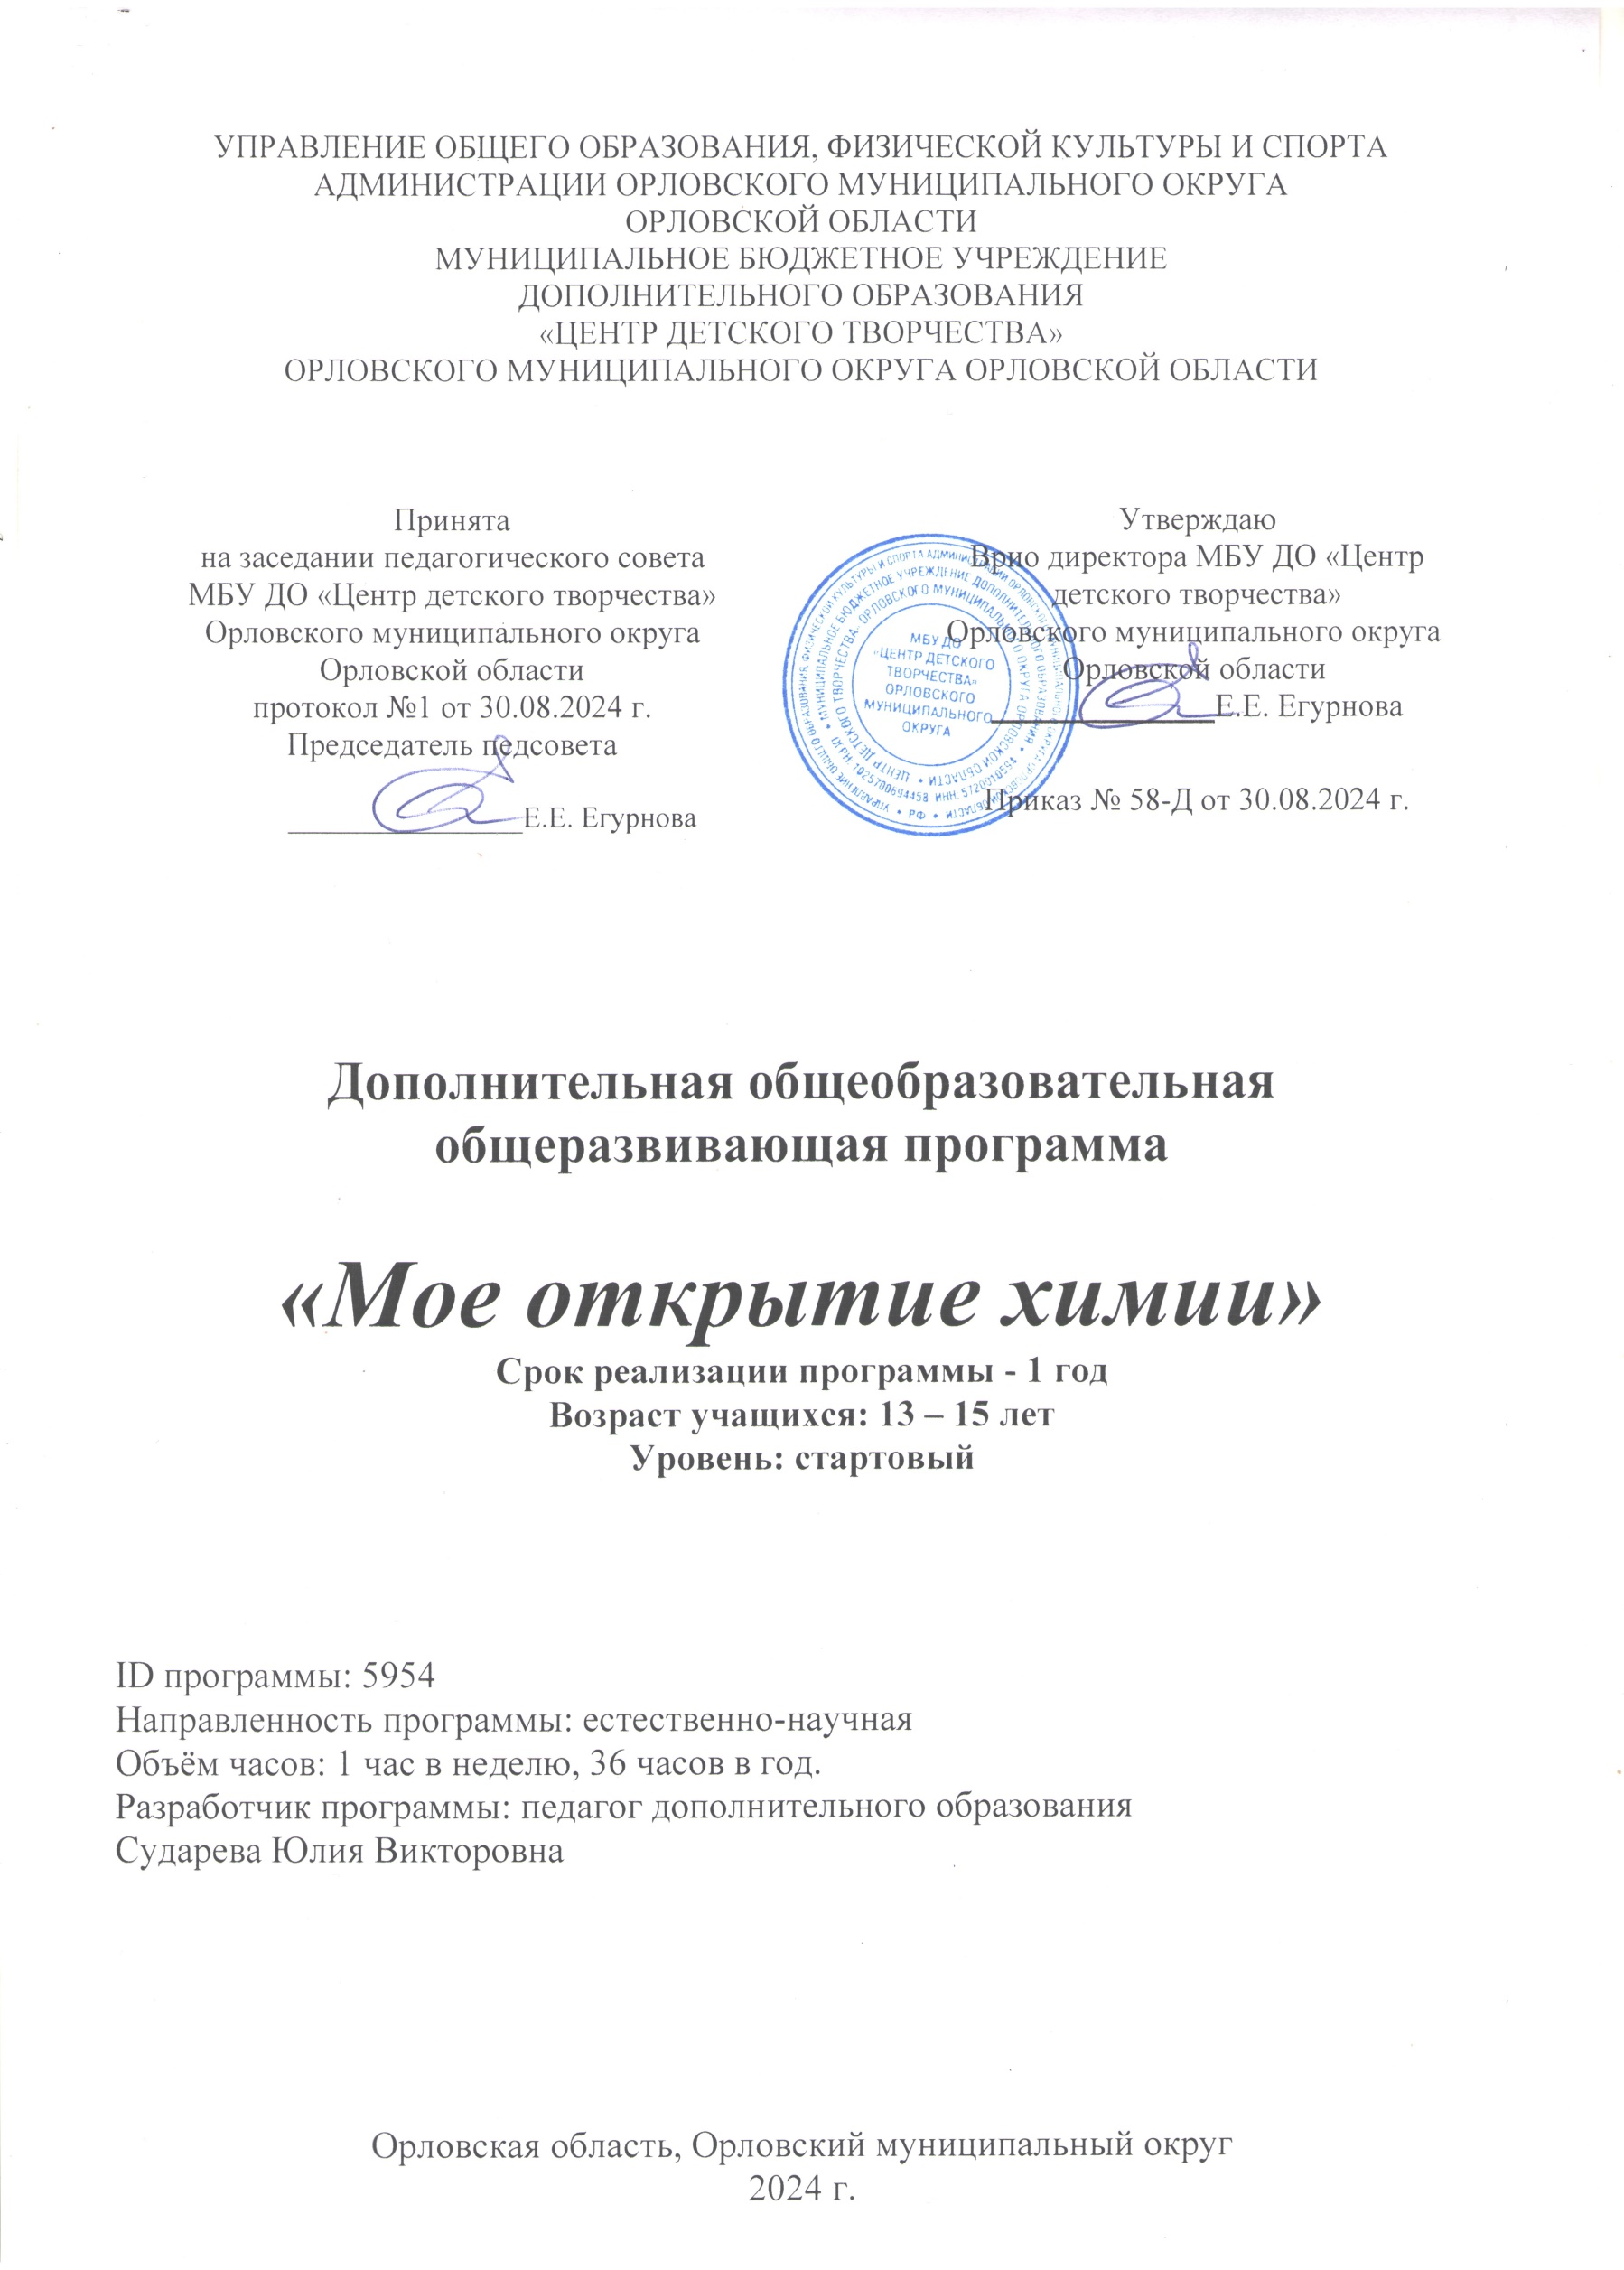 УПРАВЛЕНИЕ ОБЩЕГО ОБРАЗОВАНИЯ, ФИЗИЧЕСКОЙ КУЛЬТУРЫ И СПОРТА
АДМИНИСТРАЦИИ ОРЛОВСКОГО МУНИЦИПАЛЬНОГО ОКРУГА
ОРЛОВСКОЙ ОБЛАСТИ
МУНИЦИПАЛЬНОЕ БЮДЖЕТНОЕ УЧРЕЖДЕНИЕ
ДОПОЛНИТЕЛЬНОГО ОБРАЗОВАНИЯ
«ЦЕНТР ДЕТСКОГО ТВОРЧЕСТВА»
ОРЛОВСКОГО МУНИЦИПАЛЬНОГО ОКРУГА ОРЛОВСКОЙ ОБЛАСТИ
Принята
на заседании педагогического совета
МБУ ДО «Центр детского творчества»
Орловского муниципального округа
Орловской области
протокол №1 от 30.08.2024 г.
Председатель педсовета
Е.Е. Егурнова
Утверждаю
Врио директора МБУ ДО «Центр
детского творчества»
Орловского муниципального округа
Орловской области
Е.Е. Егурнова
Приказ № 58-Д от 30.08.2024 г.
МБУ ДО
«ЦЕНТР ДЕТСКОГО
ТВОРЧЕСТВА»
ОРЛОВСКОГО
МУНИЦИПАЛЬНОГО
ОКРУГА
Дополнительная общеобразовательная
общеразвивающая программа
«Мое открытие химии»
Срок реализации программы - 1 год
Возраст учащихся: 13 – 15 лет
Уровень: стартовый
ID программы: 5954
Направленность программы: естественно-научная
Объём часов: 1 час в неделю, 36 часов в год.
Разработчик программы: педагог дополнительного образования
Сударева Юлия Викторовна
Орловская область, Орловский муниципальный округ
2024 г.